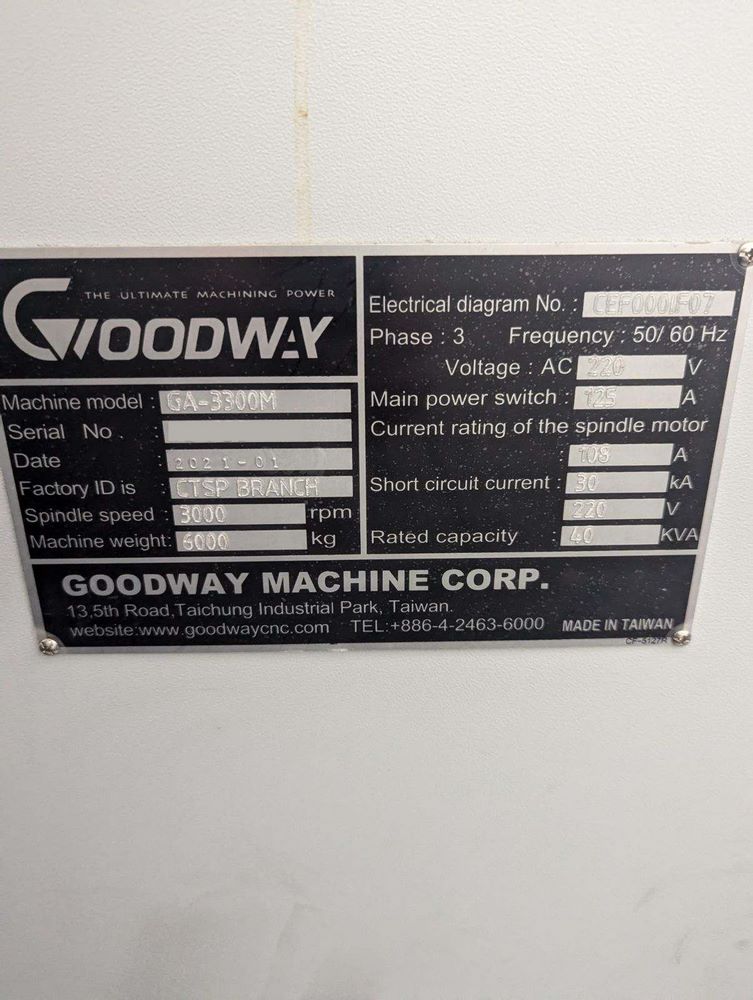 THE ULTIMATE MACHINING POWER
GOODWAY
Machine model : GA-3300M
Serial No .
Date 2021-01
Factory ID is : CTSP BRANCH
Spindle speed : 3000 rpm
Machine weight: 6000 kg
Electrical diagram No. :
Phase : 3 Frequency : 50/ 60 Hz
Voltage : AC 220 V
Main power switch : 125 A
Current rating of the spindle motor
: 108 A
Short circuit current : 30 kA
220 V
Rated capacity : 40 KVA
GOODWAY MACHINE CORP.
13,5th Road,Taichung Industrial Park, Taiwan.
website:www.goodwaycnc.com TEL:+886-4-2463-6000 MADE IN TAIWAN